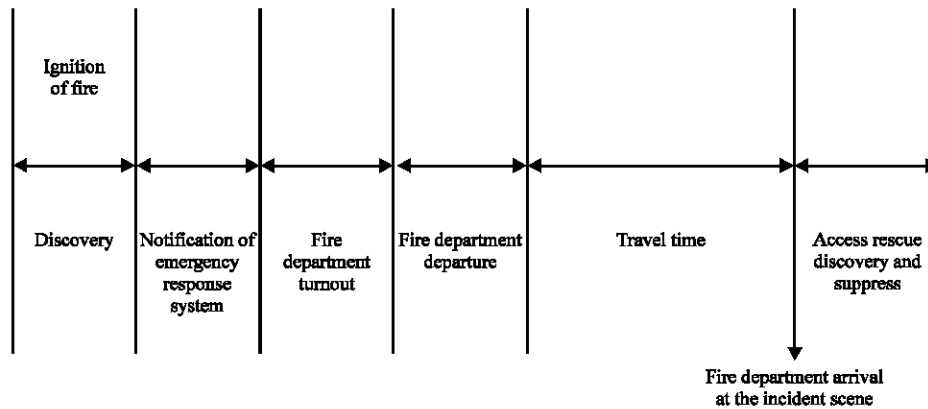 Ignition
of fire
Discovery
Notification of
emergency
response
system
Fire
department
turnout
Fire department
departure
Travel time
Access rescue
discovery and
suppress
Fire department arrival
at the incident scene